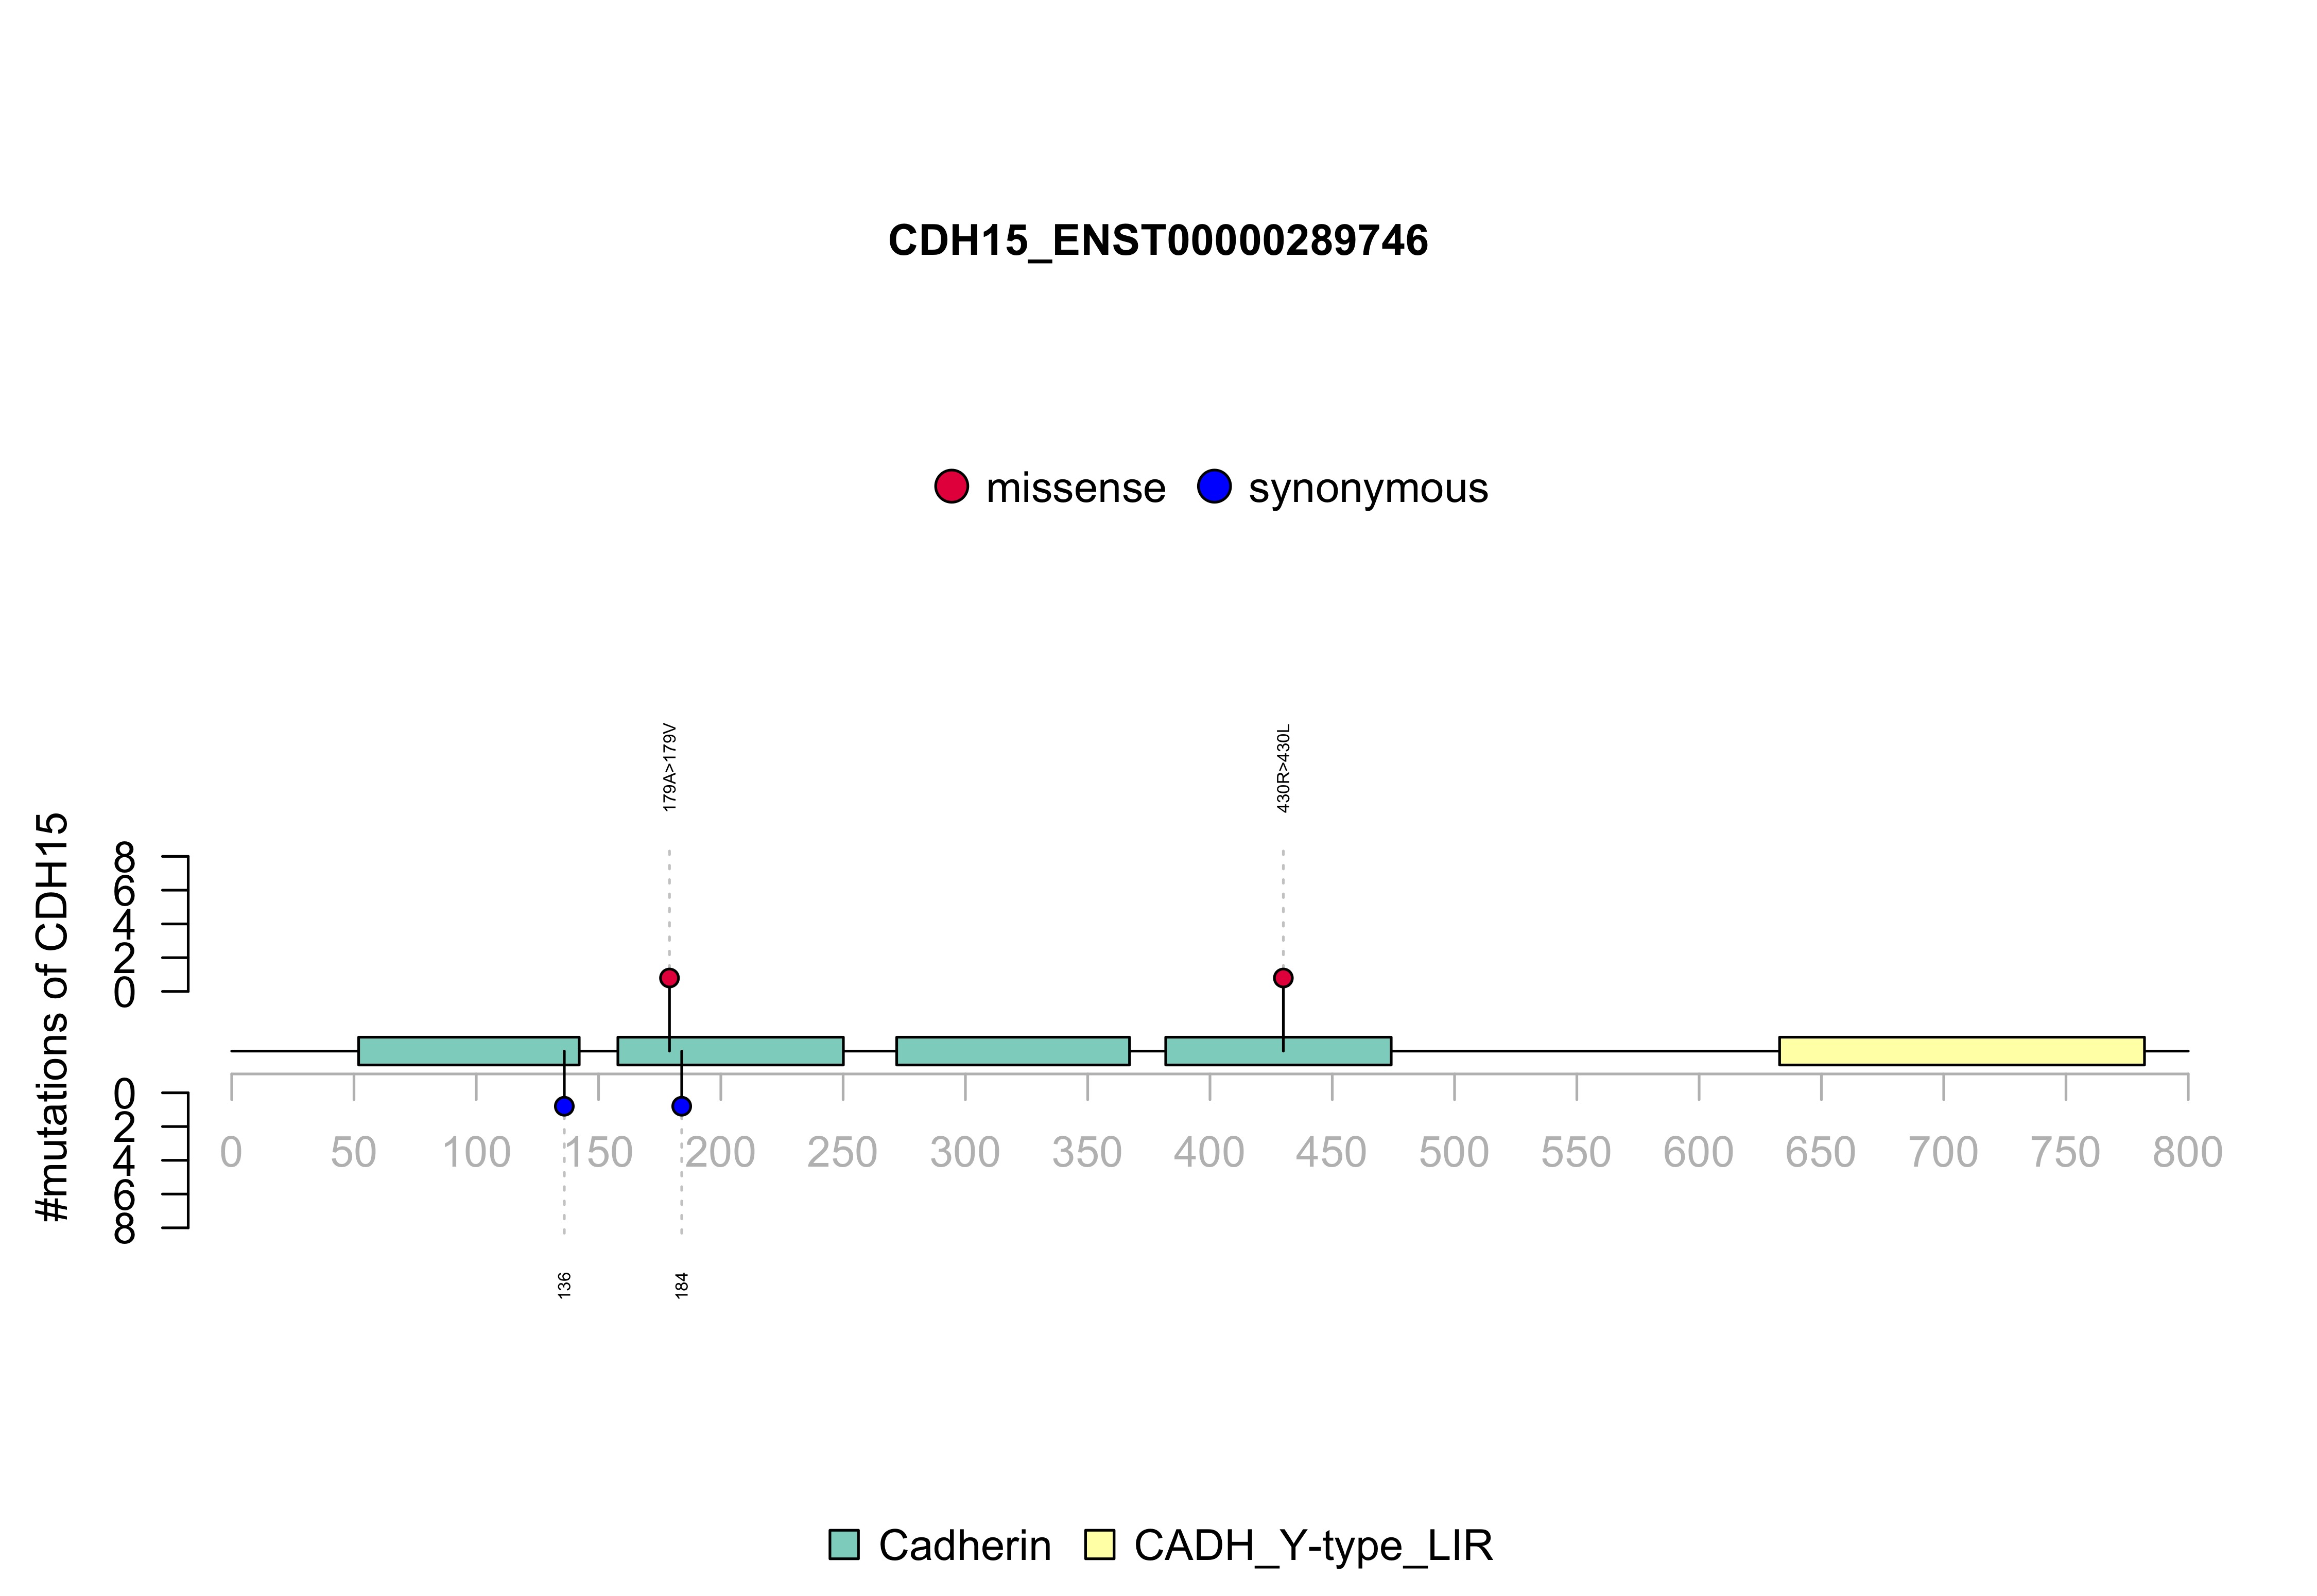 CDH15_ENST00000289746
missense synonymous
179A>179V
430R>430L
#mutations of CDH15
8
6
4
2
0
0
2
4
6
8
0 50 100 150 200 250 300 350 400 450 500 550 600 650 700 750 800
136
184
Cadherin CADH_Y-type_LIR